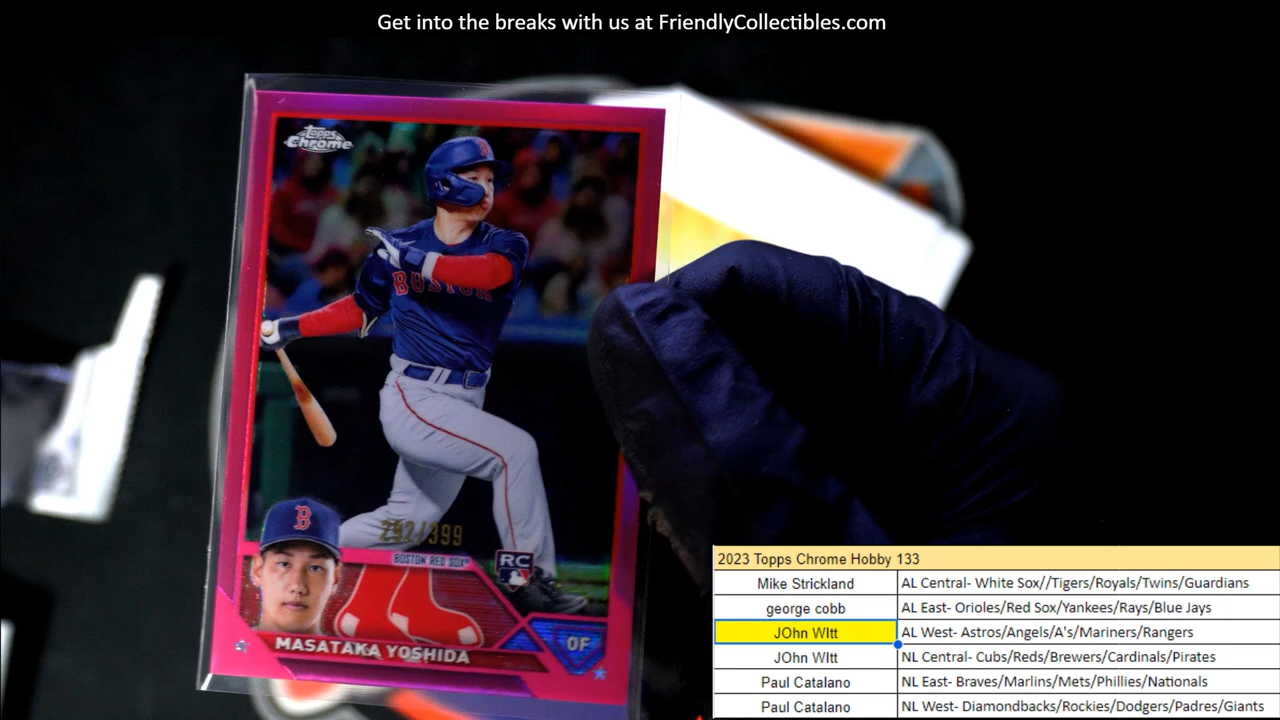 Get into the breaks with us at FriendlyCollectibles.com
Topps
Chrome
B
BOSTON
292/399
BOSTON RED SOX
RC
B
MASATAKA YOSHIDA
OF
2023 Topps Chrome Hobby 133
Mike Strickland AL Central- White Sox//Tigers/Royals/Twins/Guardians
george cobb AL East- Orioles/Red Sox/Yankees/Rays/Blue Jays
JOhn WItt AL West- Astros/Angels/A's/Mariners/Rangers
JOhn WItt NL Central- Cubs/Reds/Brewers/Cardinals/Pirates
Paul Catalano NL East- Braves/Marlins/Mets/Phillies/Nationals
Paul Catalano NL West- Diamondbacks/Rockies/Dodgers/Padres/Giants